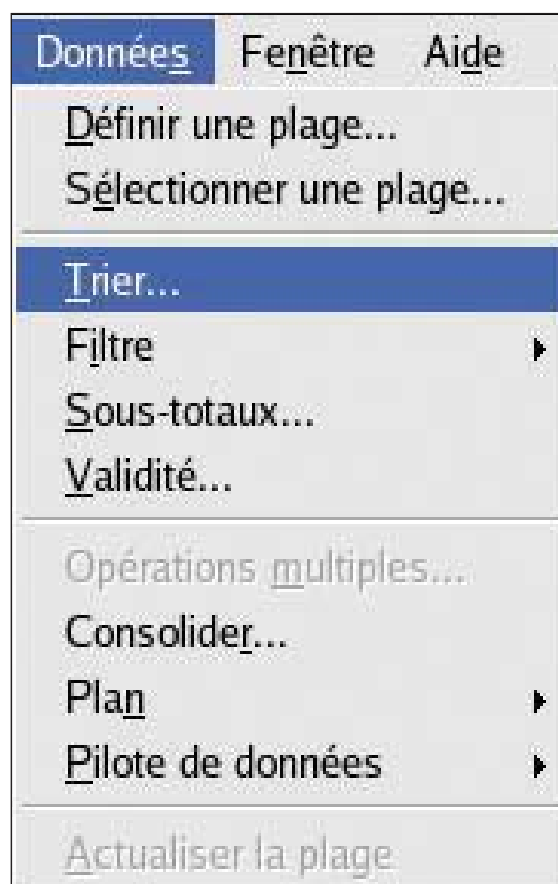 Données Fenêtre Aide
Définir une plage...
Sélectionner une plage...
Trier...
Filtre
Sous-totaux...
Validité...
Opérations multiples...
Consolider...
Plan
Pilote de données
Actualiser la plage